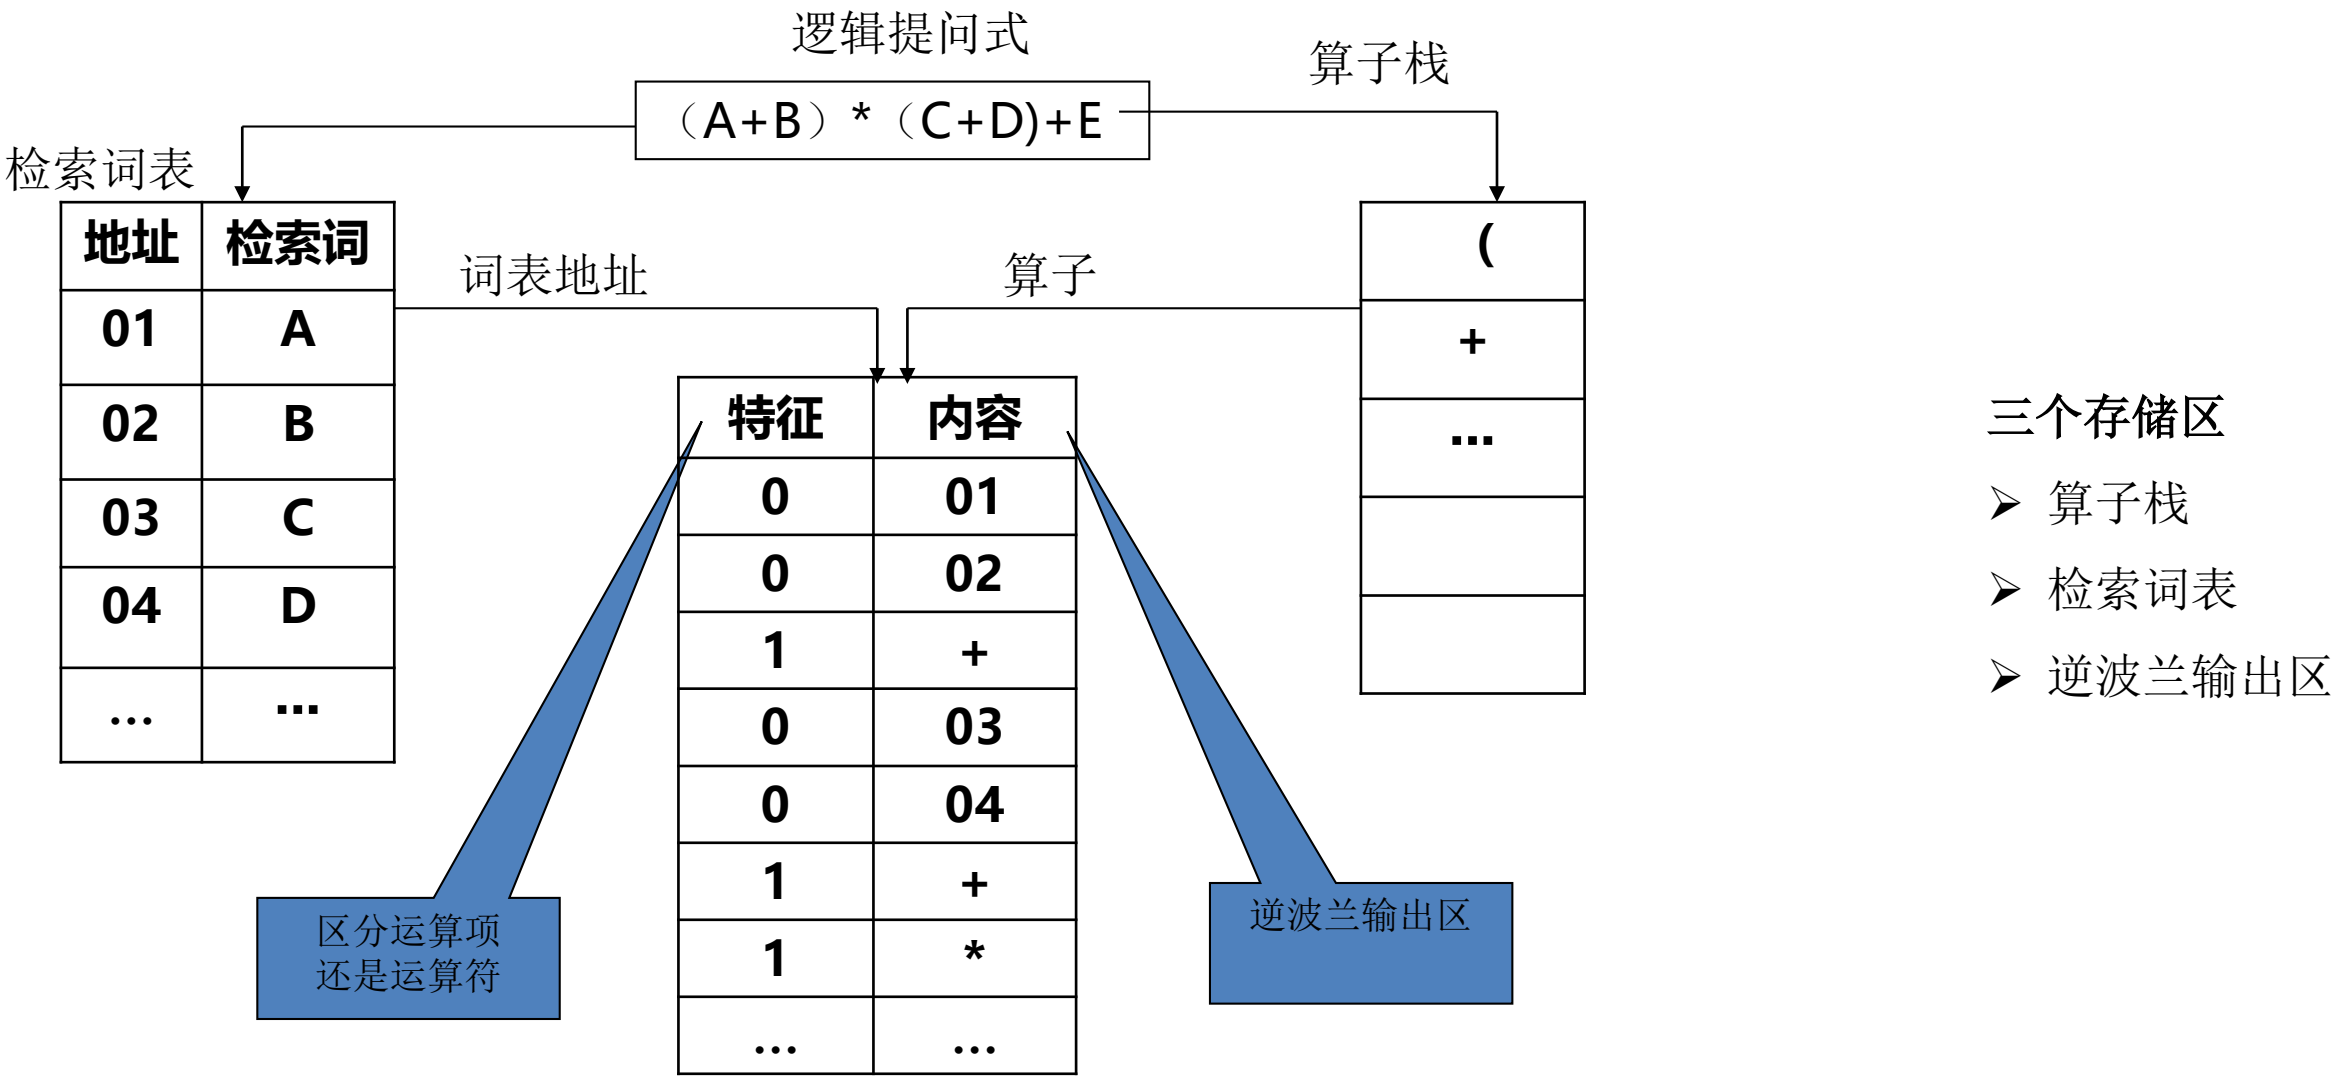 逻辑提问式
（A+B）*（C+D)+E
算子栈
检索词表
地址 检索词
01 A
02 B
03 C
04 D
… …
词表地址
算子
特征 内容
0 01
0 02
1 +
0 03
0 04
1 +
1 *
… …
(
+
…
区分运算项
还是运算符
逆波兰输出区
三个存储区
➢ 算子栈
➢ 检索词表
➢ 逆波兰输出区